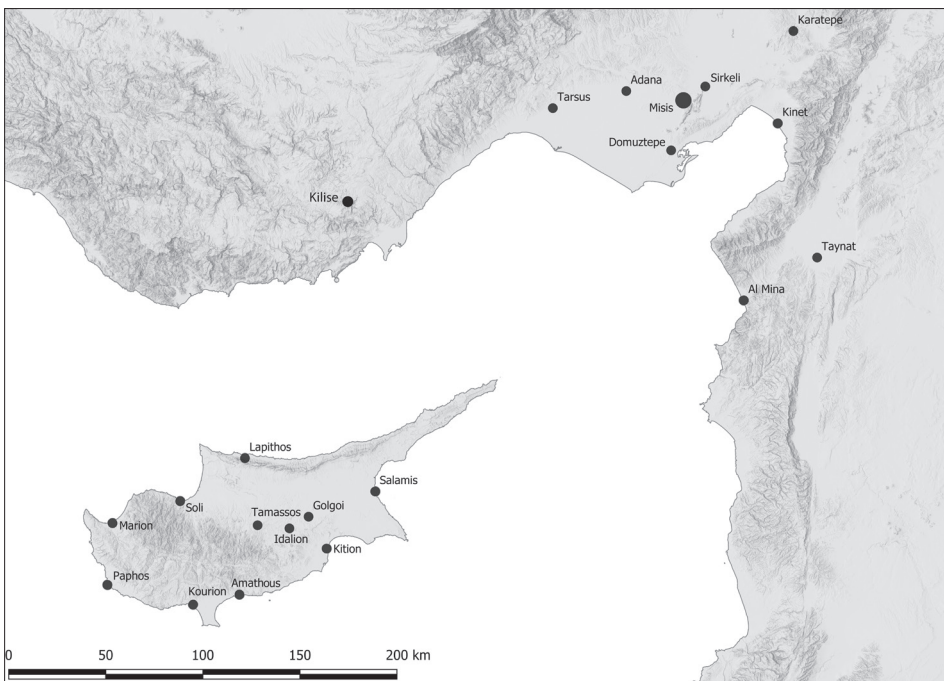 Karatepe
Sirkeli
Adana
Tarsus
Misis
Kinet
Domuztepe
Kilise
Taynat
Al Mina
Lapithos
Salamis
Soli
Golgoi
Tamassos
Marion
Idalion
Kition
Paphos
Amathous
Kourion
0 50 100 150 200 km